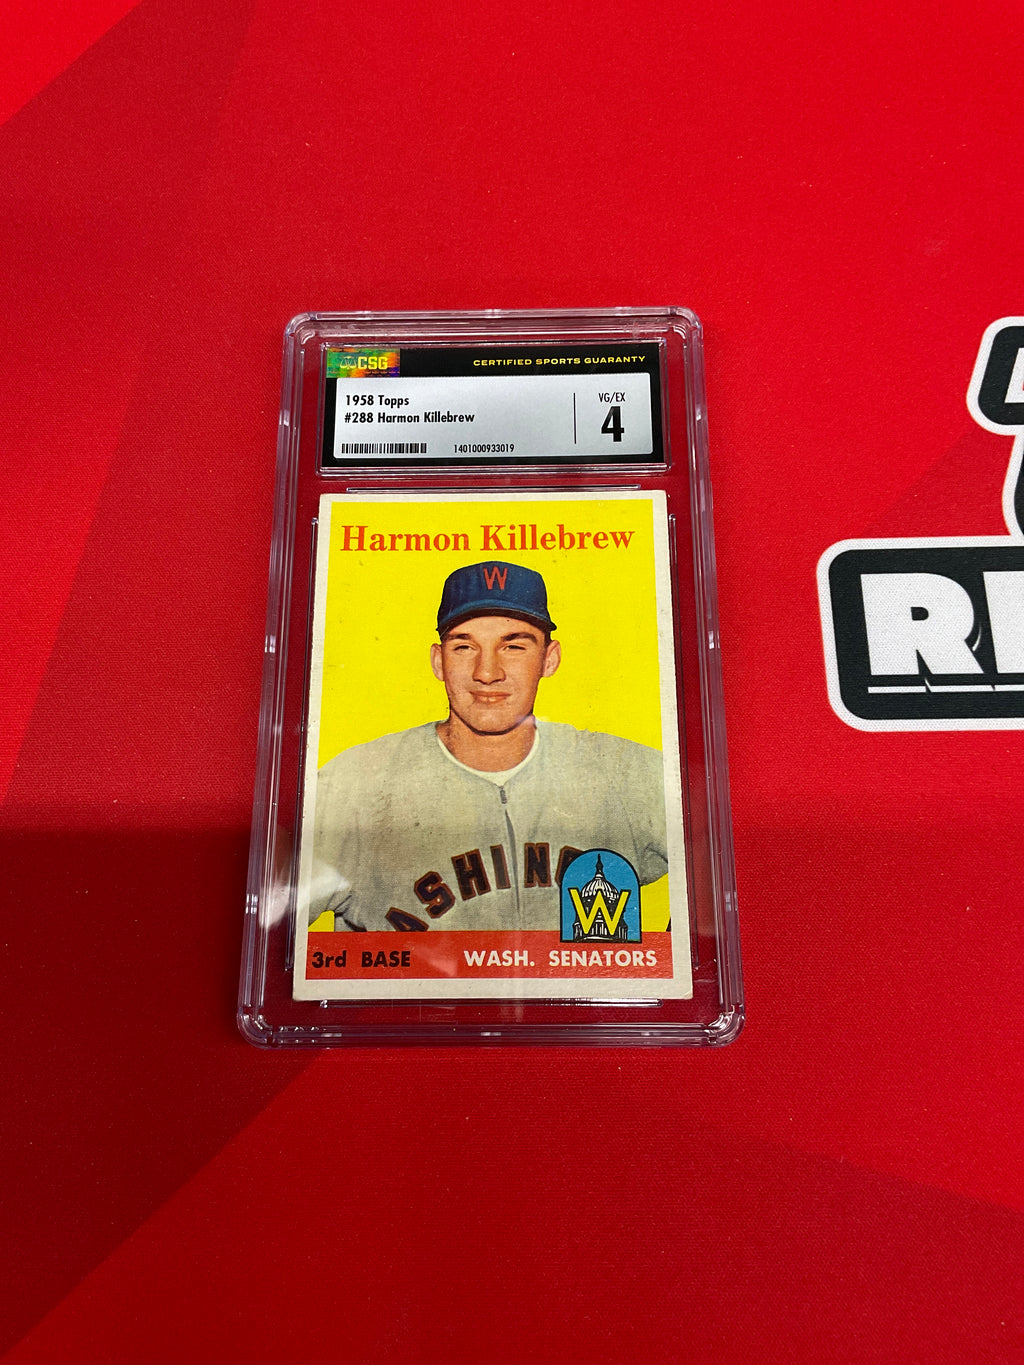 CSG
CERTIFIED SPORTS GUARANTY
1958 Topps
#288 Harmon Killebrew
VG/EX
4
1401000933019
Harmon Killebrew
W
ASHING
W
3rd BASE
WASH. SENATORS